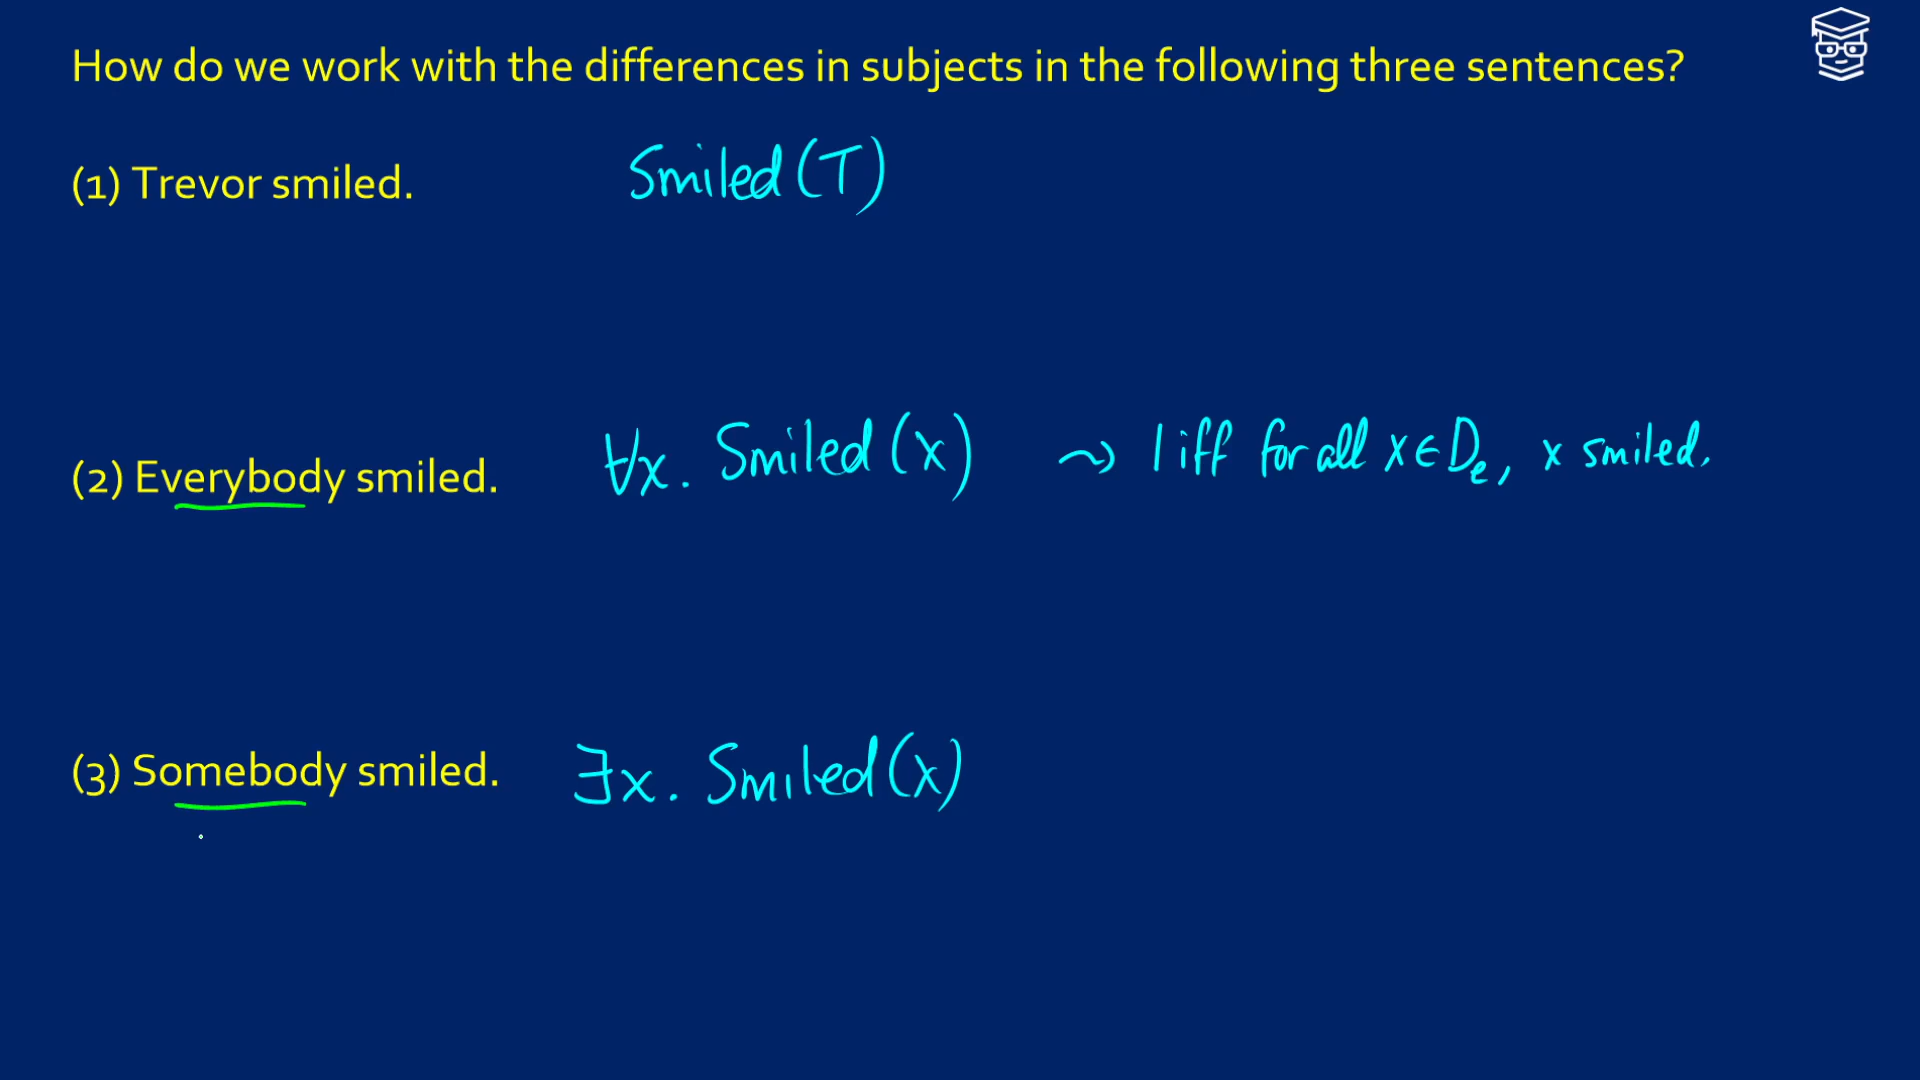 How do we work with the differences in subjects in the following three sentences?
(1) Trevor smiled. Smiled (T)
(2) Everybody smiled. ∀x. Smiled (x) ⤳ 1 iff for all x ∈ Dₑ, x smiled.
(3) Somebody smiled. ∃x. Smiled (x)